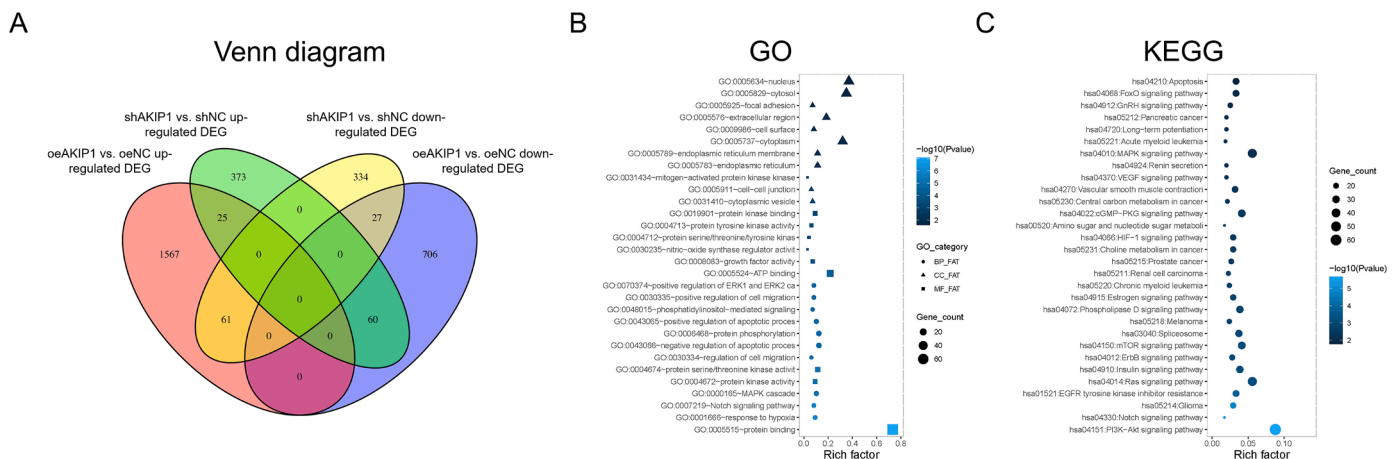 A
Venn diagram
shAKIP1 vs. shNC up-
regulated DEG
shAKIP1 vs. shNC down-
regulated DEG
oeAKIP1 vs. oeNC up-
regulated DEG
oeAKIP1 vs. oeNC down-
regulated DEG
373
334
0
25
27
1567
0
0
706
0
61
60
0
0
0
B
GO
GO:0005634~nucleus
GO:0005829~cytosol
GO:0005925~focal adhesion
GO:0005576~extracellular region
GO:0009986~cell surface
GO:0005737~cytoplasm
GO:0005789~endoplasmic reticulum membrane
GO:0005783~endoplasmic reticulum
GO:0031434~mitogen-activated protein kinase kinase
GO:0005911~cell-cell junction
GO:0031410~cytoplasmic vesicle
GO:0019901~protein kinase binding
GO:0004713~protein tyrosine kinase activity
GO:0004712~protein serine/threonine/tyrosine kinas
GO:0030235~nitric-oxide synthase regulator activit
GO:0008083~growth factor activity
GO:0005524~ATP binding
GO:0070374~positive regulation of ERK1 and ERK2 ca
GO:0030335~positive regulation of cell migration
GO:0048015~phosphatidylinositol-mediated signaling
GO:0043065~positive regulation of apoptotic proces
GO:0006468~protein phosphorylation
GO:0043066~negative regulation of apoptotic proces
GO:0030334~regulation of cell migration
GO:0004674~protein serine/threonine kinase activit
GO:0004672~protein kinase activity
GO:0000165~MAPK cascade
GO:0007219~Notch signaling pathway
GO:0001666~response to hypoxia
GO:0005515~protein binding
0.0 0.2 0.4 0.6 0.8
Rich factor
−log10(Pvalue)
7
6
5
4
3
2
GO_category
BP_FAT
CC_FAT
MF_FAT
Gene_count
20
40
60
C
KEGG
hsa04210:Apoptosis
hsa04068:FoxO signaling pathway
hsa04912:GnRH signaling pathway
hsa05212:Pancreatic cancer
hsa04720:Long-term potentiation
hsa05221:Acute myeloid leukemia
hsa04010:MAPK signaling pathway
hsa04924:Renin secretion
hsa04370:VEGF signaling pathway
hsa04270:Vascular smooth muscle contraction
hsa05230:Central carbon metabolism in cancer
hsa04022:cGMP-PKG signaling pathway
hsa00520:Amino sugar and nucleotide sugar metaboli
hsa04066:HIF-1 signaling pathway
hsa05231:Choline metabolism in cancer
hsa05215:Prostate cancer
hsa05211:Renal cell carcinoma
hsa05220:Chronic myeloid leukemia
hsa04915:Estrogen signaling pathway
hsa04072:Phospholipase D signaling pathway
hsa05218:Melanoma
hsa03040:Spliceosome
hsa04150:mTOR signaling pathway
hsa04012:ErbB signaling pathway
hsa04910:Insulin signaling pathway
hsa04014:Ras signaling pathway
hsa01521:EGFR tyrosine kinase inhibitor resistance
hsa05214:Glioma
hsa04330:Notch signaling pathway
hsa04151:PI3K-Akt signaling pathway
0.00 0.05 0.10
Rich factor
Gene_count
20
30
40
50
60
−log10(Pvalue)
5
4
3
2